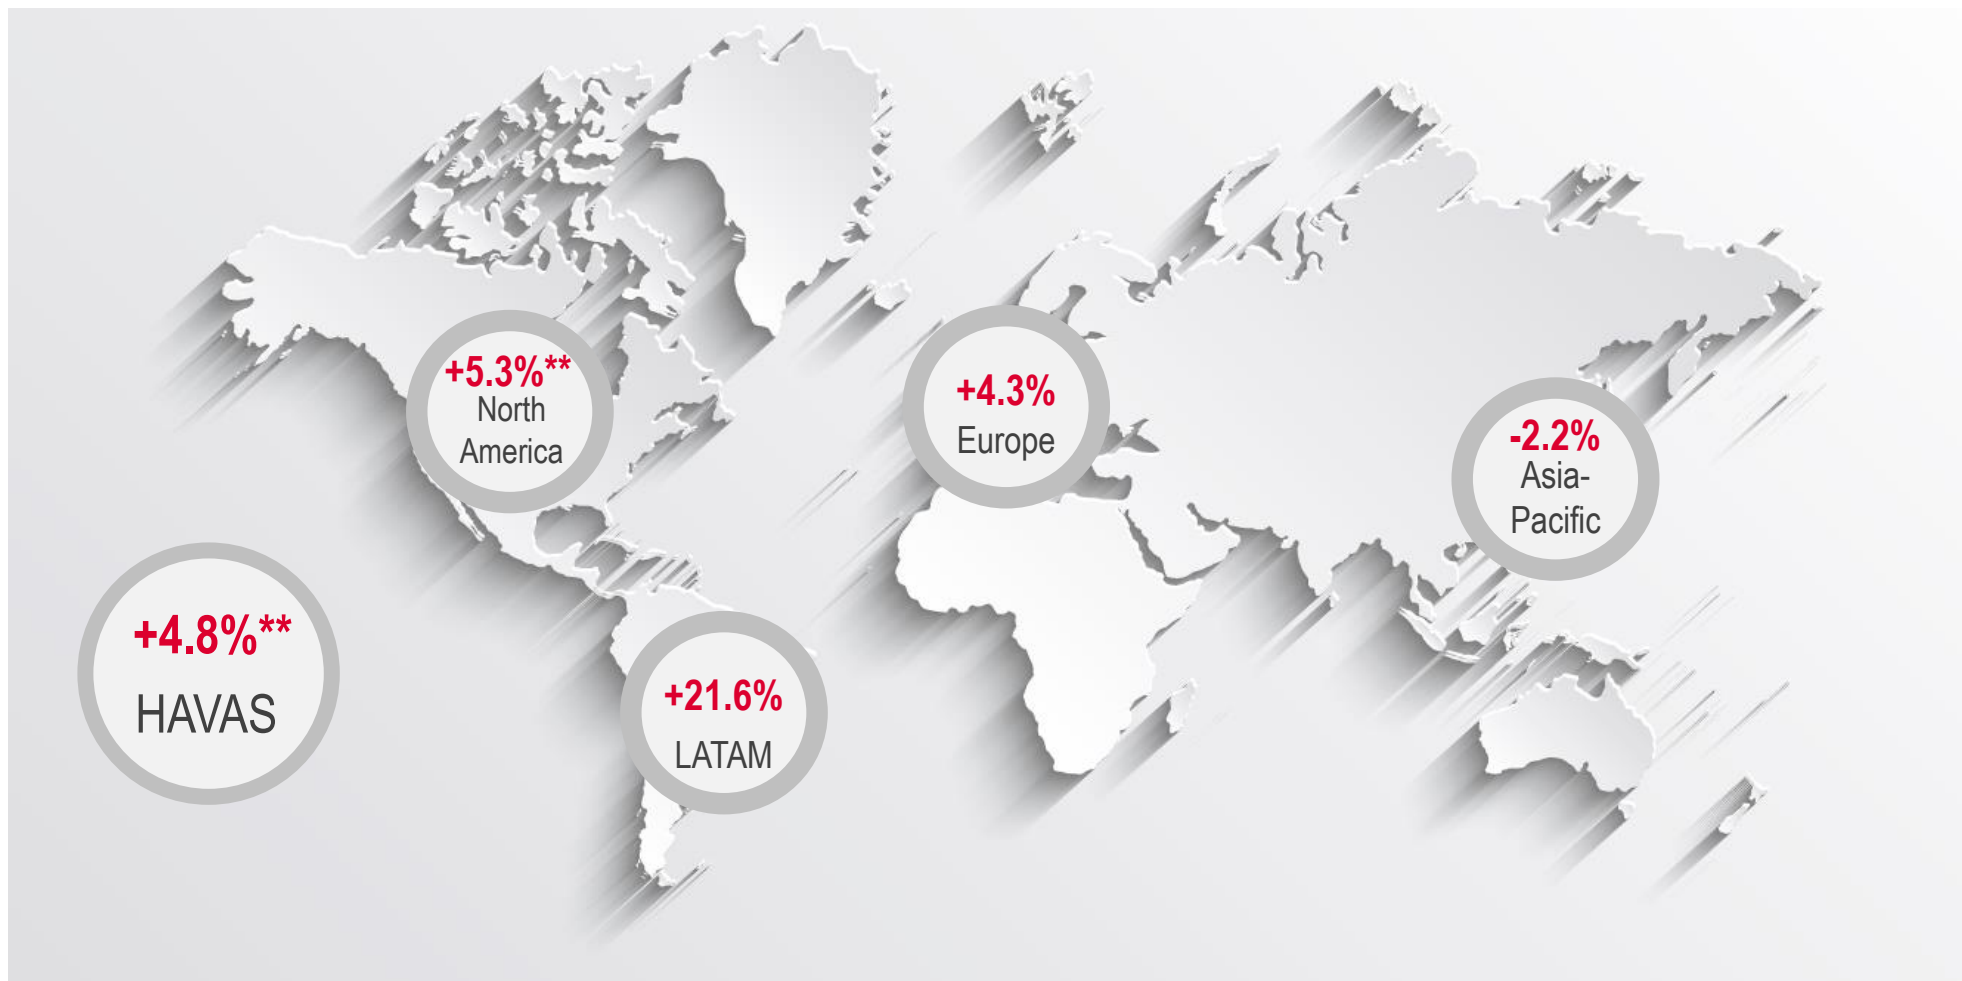 +5.3%**
North
America
+4.3%
Europe
-2.2%
Asia-
Pacific
+4.8%**
HAVAS
+21.6%
LATAM